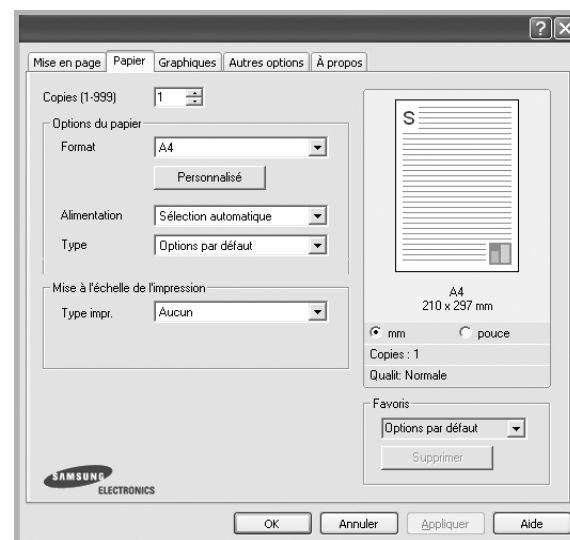 Mise en page Papier Graphiques Autres options À propos
Copies (1-999) 1
Options du papier
Format A4
Personnalisé
Alimentation Sélection automatique
Type Options par défaut
Mise à l'échelle de l'impression
Type impr. Aucun
S
A4
210 x 297 mm
mm pouce
Copies : 1
Qualit: Normale
Favoris
Options par défaut
Supprimer
SAMSUNG
ELECTRONICS
OK Annuler Appliquer Aide